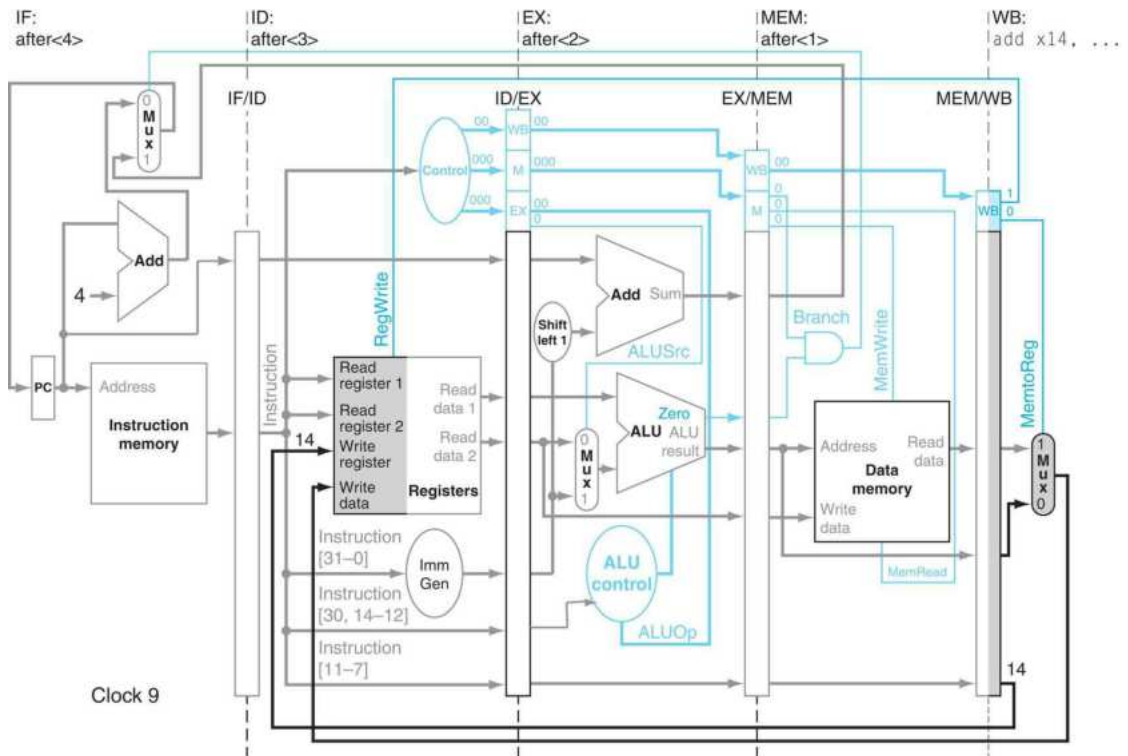 IF:
after<4>
ID:
after<3>
EX:
after<2>
MEM:
after<1>
WB:
add x14, ...
IF/ID
ID/EX
EX/MEM
MEM/WB
0
Mux
1
Control
00
000
000
WB
M
EX
00
000
00
0
WB
M
00
0
0
0
WB
1
0
Add
4
RegWrite
Add Sum
Shift
left 1
ALUSrc
Branch
MemWrite
MemtoReg
PC
Address
Instruction
memory
Instruction
14
Read
register 1
Read
register 2
Write
register
Write
data
Read
data 1
Read
data 2
Registers
0
Mux
1
Zero
ALU
ALU
result
Address
Read
data
Data
memory
Write
data
MemRead
1
Mux
0
Instruction
[31–0]
Imm
Gen
Instruction
[30, 14–12]
ALU
control
ALUOp
Instruction
[11–7]
14
Clock 9